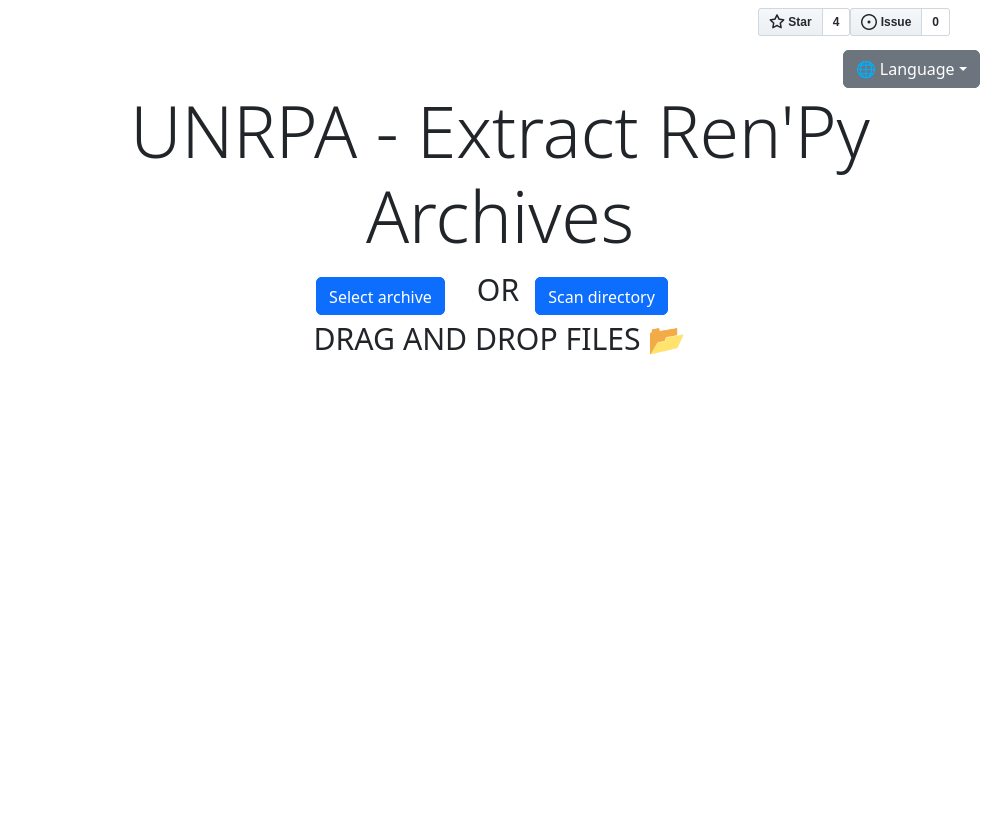 Star 4 Issue 0
🌐 Language
UNRPA - Extract Ren'Py
Archives
Select archive OR Scan directory
DRAG AND DROP FILES 📂